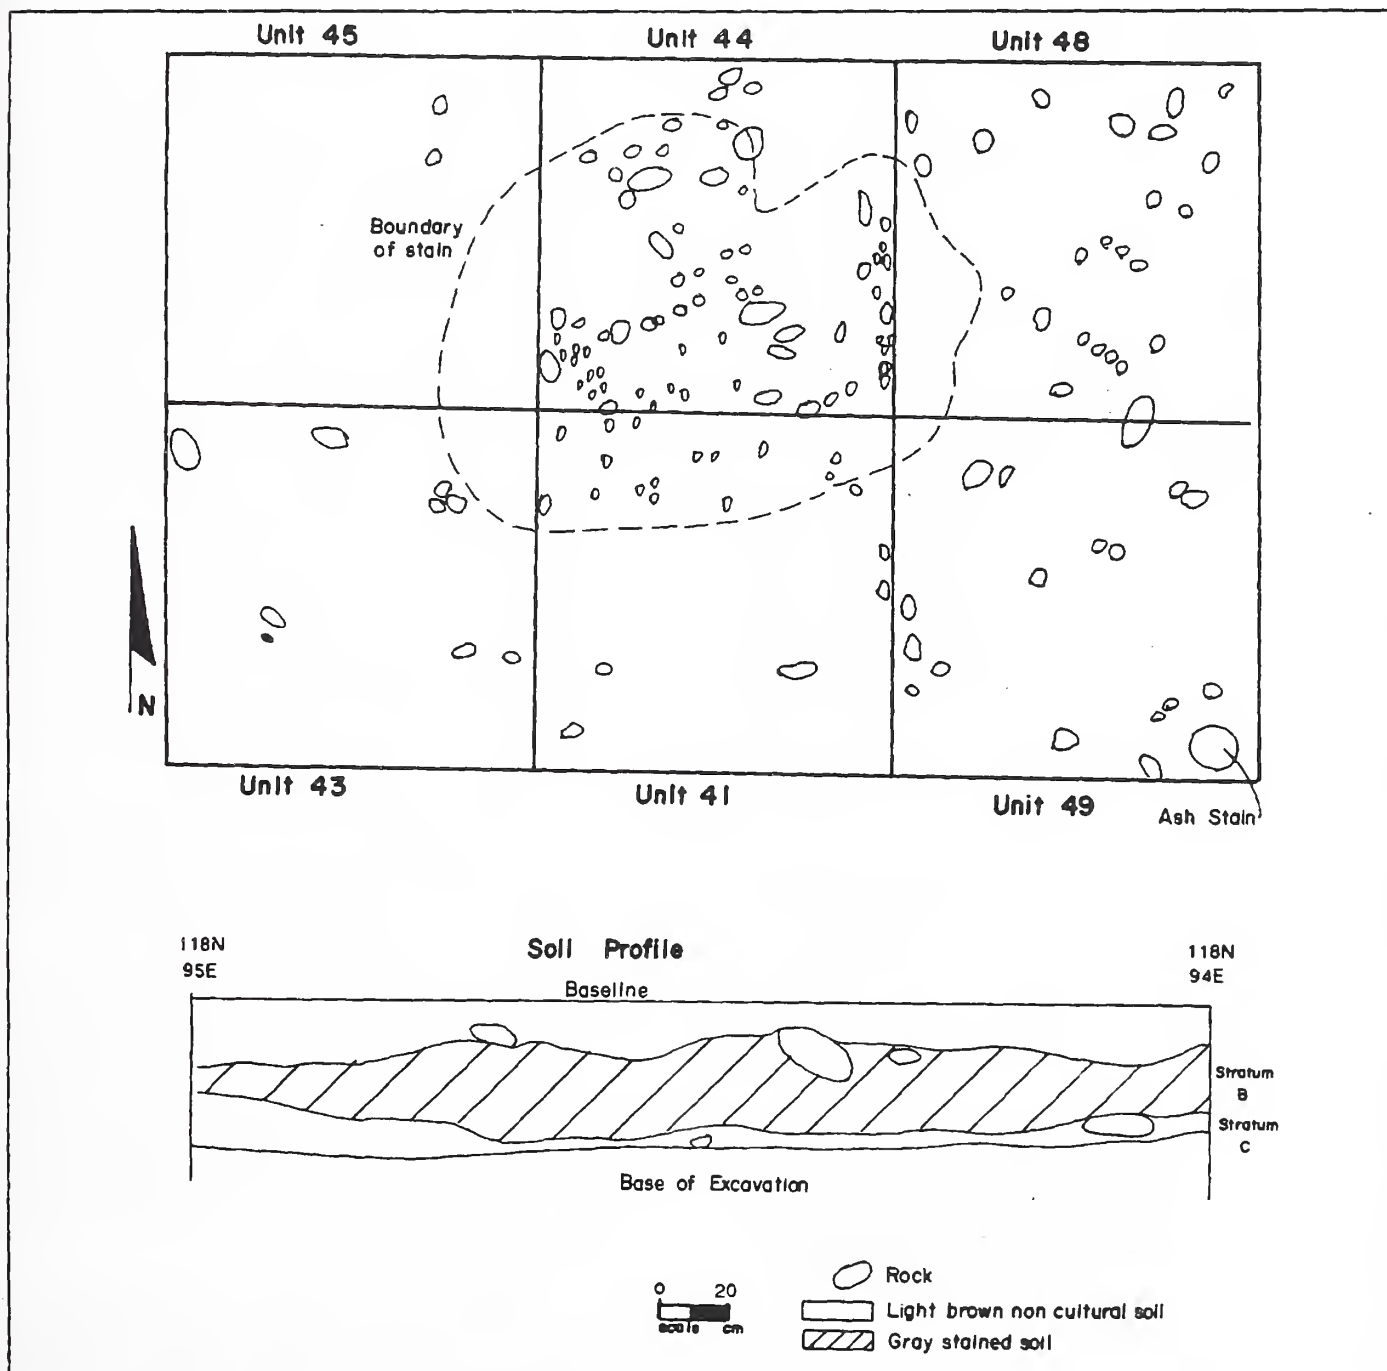 Unit 45
Unit 44
Unit 48
Boundary
of stain
N
Unit 43
Unit 41
Unit 49
Ash Stain
118N
95E
Soil Profile
118N
94E
Baseline
Stratum
B
Stratum
C
Base of Excavation
0 20
scale cm
Rock
Light brown non cultural soil
Gray stained soil